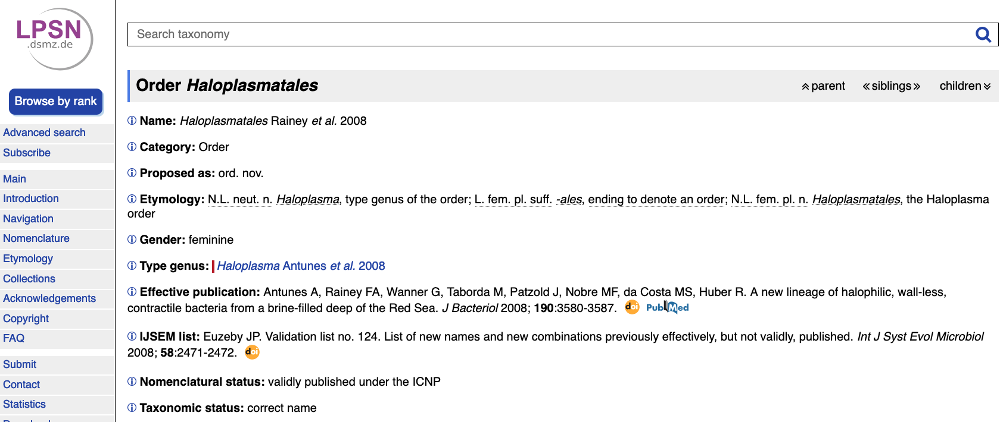 LPSN
.dsmz.de
Browse by rank
Advanced search
Subscribe
Main
Introduction
Navigation
Nomenclature
Etymology
Collections
Acknowledgements
Copyright
FAQ
Submit
Contact
Statistics
Search taxonomy
Order Haloplasmatales
parent siblings children
Name: Haloplasmatales Rainey et al. 2008
Category: Order
Proposed as: ord. nov.
Etymology: N.L. neut. n. Haloplasma, type genus of the order; L. fem. pl. suff. -ales, ending to denote an order; N.L. fem. pl. n. Haloplasmatales, the Haloplasma
order
Gender: feminine
Type genus: Haloplasma Antunes et al. 2008
Effective publication: Antunes A, Rainey FA, Wanner G, Taborda M, Patzold J, Nobre MF, da Costa MS, Huber R. A new lineage of halophilic, wall-less,
contractile bacteria from a brine-filled deep of the Red Sea. J Bacteriol 2008; 190:3580-3587. doi PubMed
IJSEM list: Euzeby JP. Validation list no. 124. List of new names and new combinations previously effectively, but not validly, published. Int J Syst Evol Microbiol
2008; 58:2471-2472. doi
Nomenclatural status: validly published under the ICNP
Taxonomic status: correct name